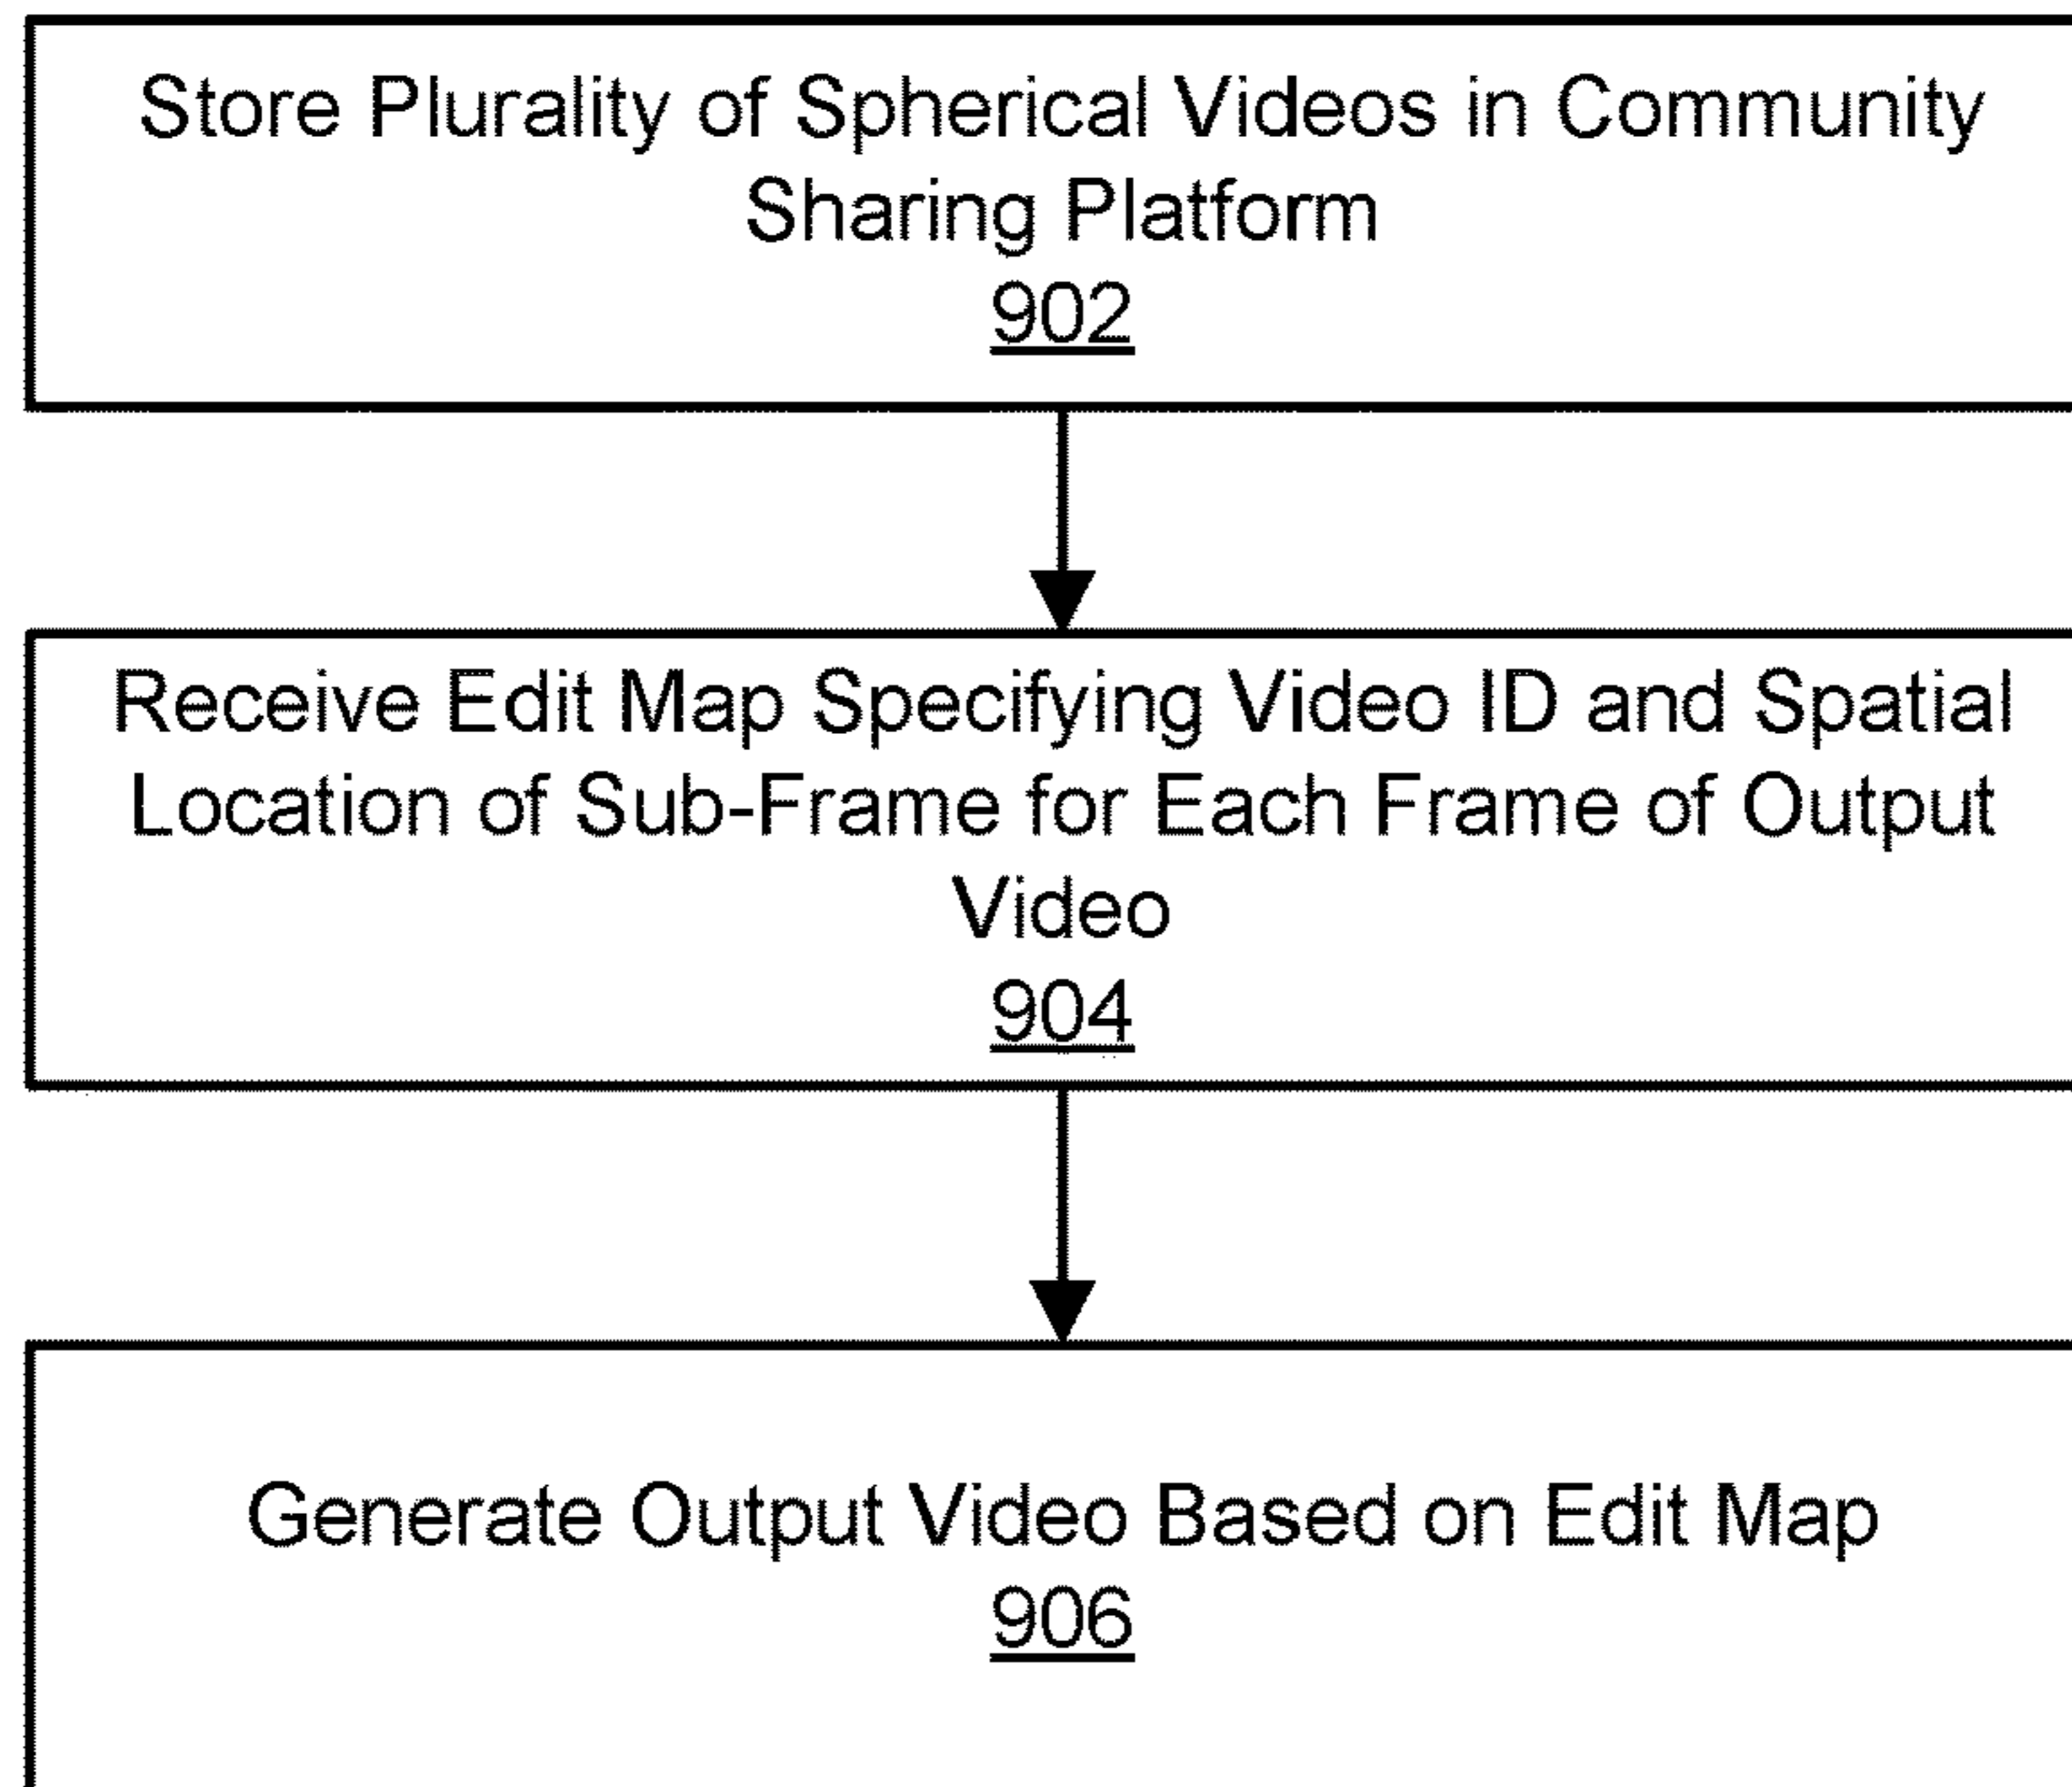 Store Plurality of Spherical Videos in Community
Sharing Platform
902
Receive Edit Map Specifying Video ID and Spatial
Location of Sub-Frame for Each Frame of Output
Video
904
Generate Output Video Based on Edit Map
906